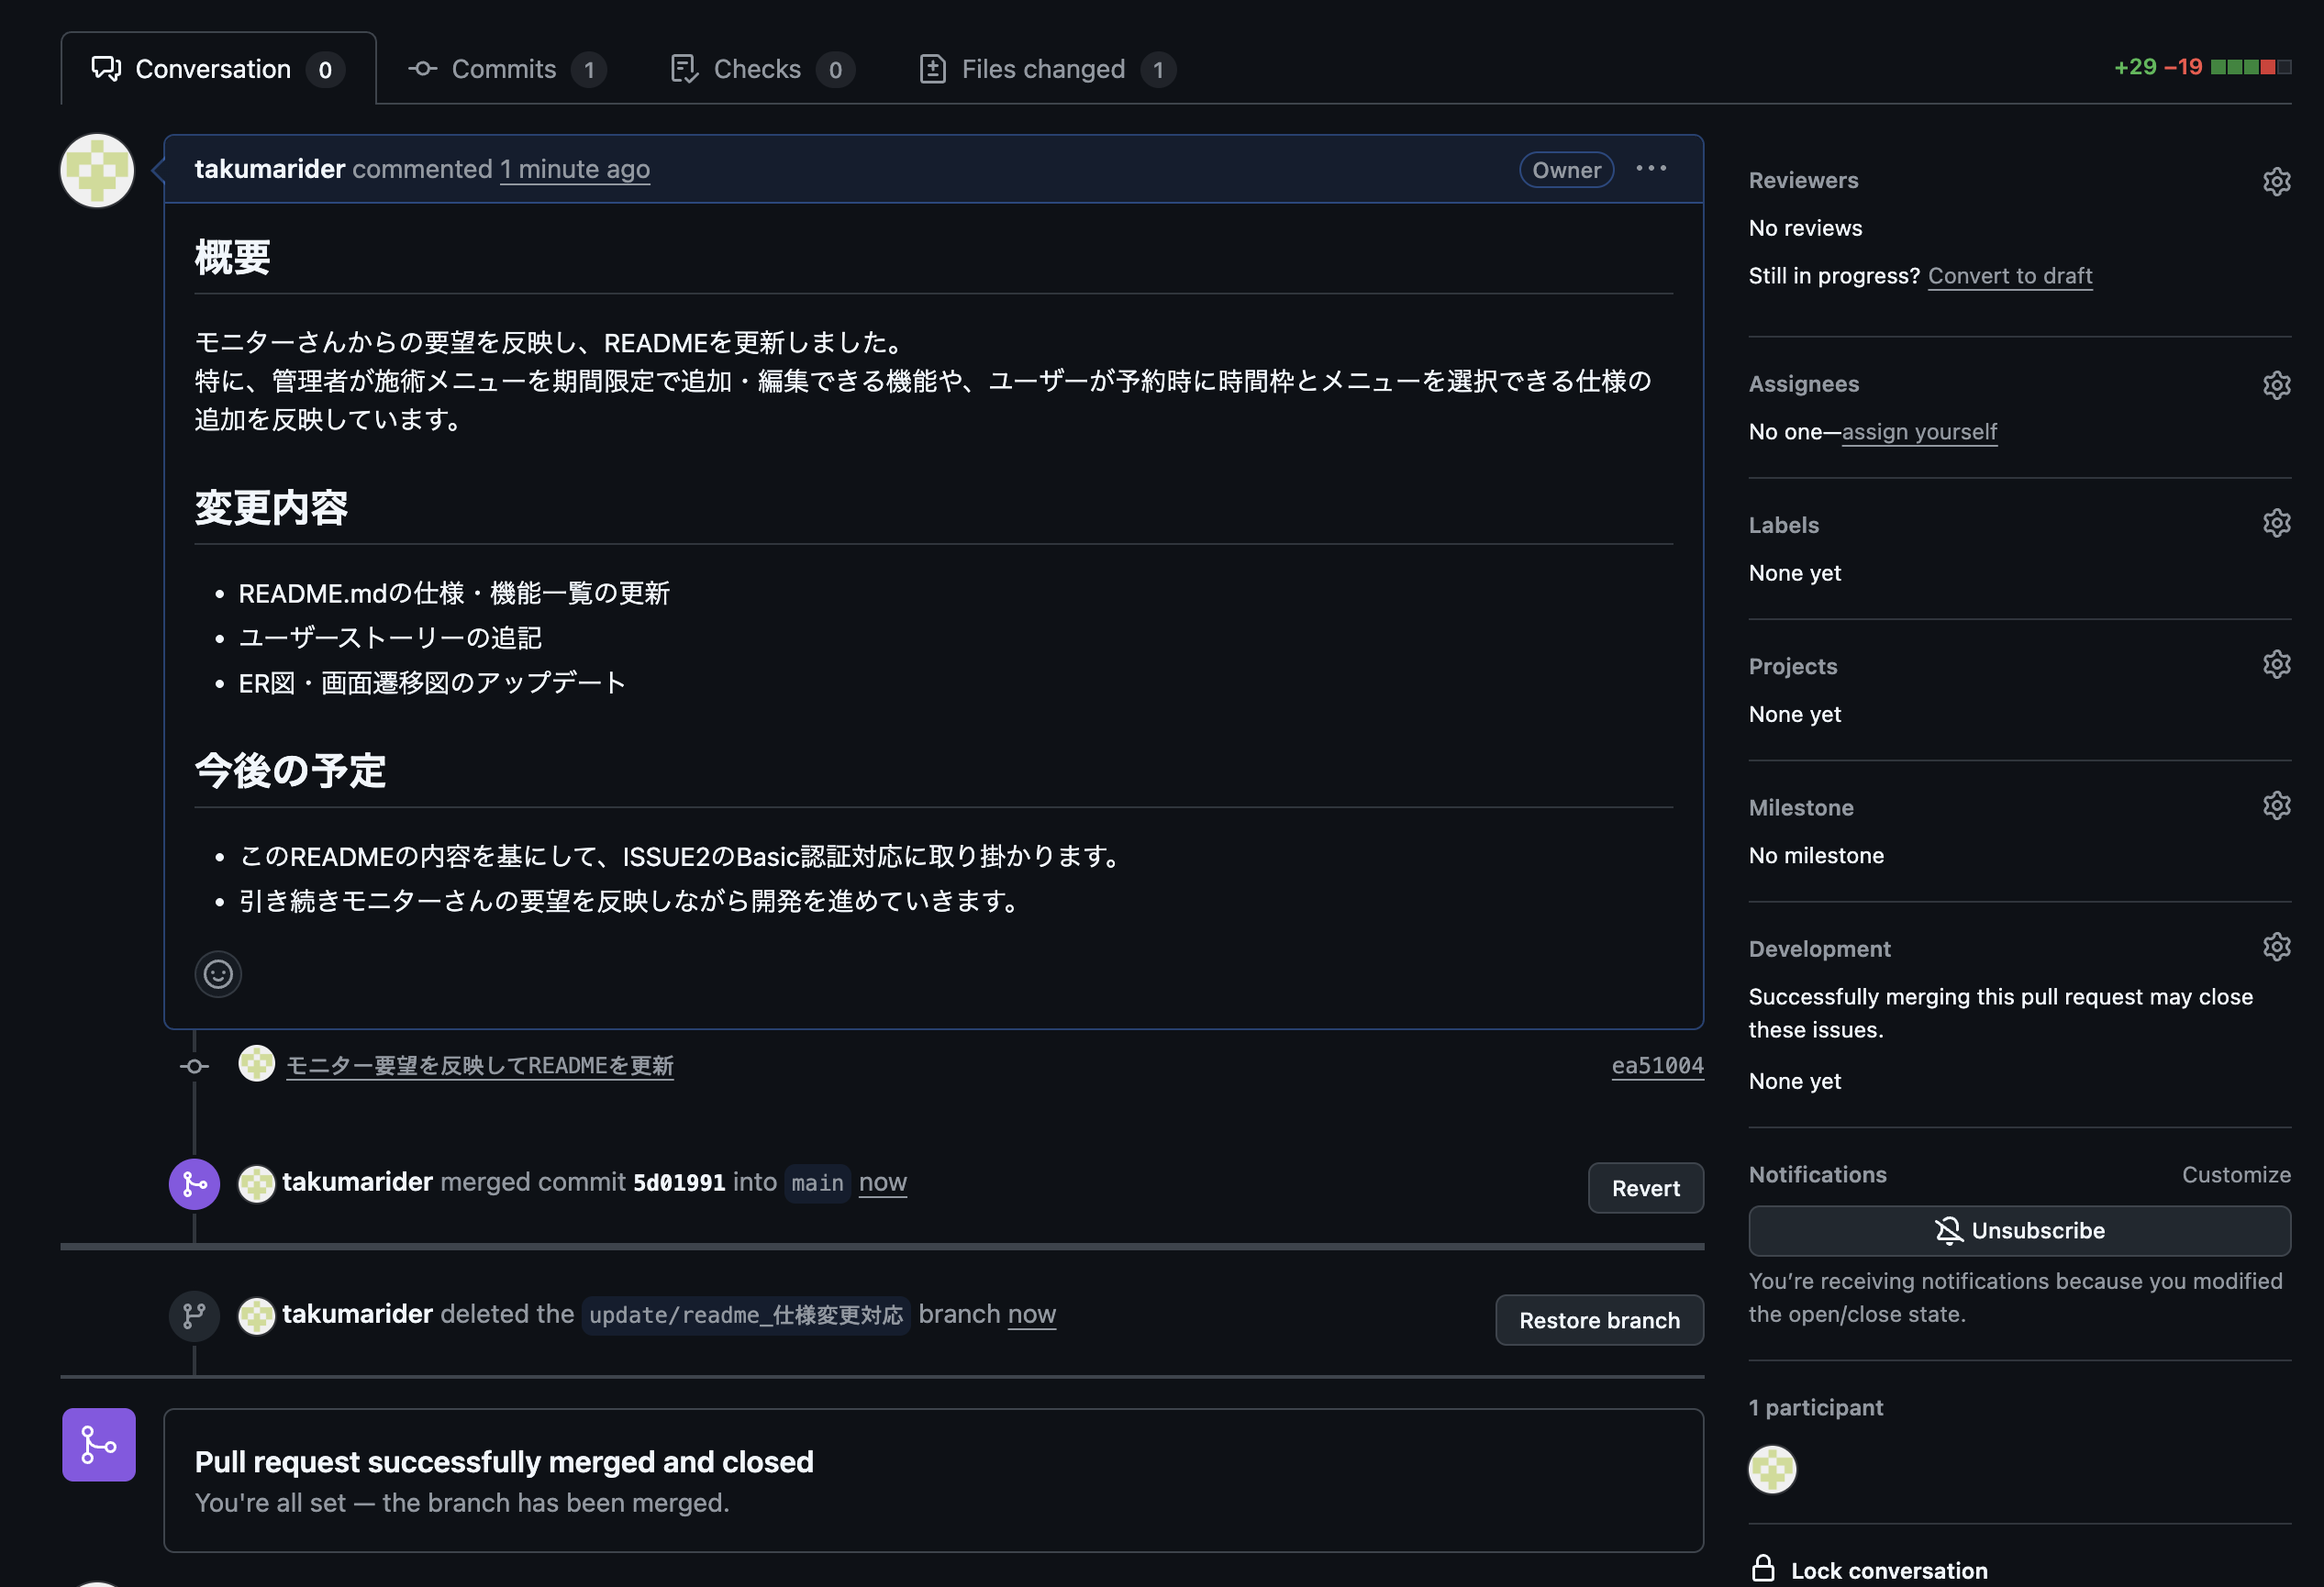 Conversation 0 Commits 1 Checks 0 Files changed 1 +29 −19
takumarider commented 1 minute ago Owner
概要
モニターさんからの要望を反映し、READMEを更新しました。
特に、管理者が施術メニューを期間限定で追加・編集できる機能や、ユーザーが予約時に時間枠とメニューを選択できる仕様の
追加を反映しています。
変更内容
• README.mdの仕様・機能一覧の更新
• ユーザーストーリーの追記
• ER図・画面遷移図のアップデート
今後の予定
• このREADMEの内容を基にして、ISSUE2のBasic認証対応に取り掛かります。
• 引き続きモニターさんの要望を反映しながら開発を進めていきます。
モニター要望を反映してREADMEを更新 ea51004
takumarider merged commit 5d01991 into main now Revert
takumarider deleted the update/readme_仕様変更対応 branch now Restore branch
Pull request successfully merged and closed
You're all set — the branch has been merged.
Reviewers
No reviews
Still in progress? Convert to draft
Assignees
No one—assign yourself
Labels
None yet
Projects
None yet
Milestone
No milestone
Development
Successfully merging this pull request may close
these issues.
None yet
Notifications Customize
Unsubscribe
You’re receiving notifications because you modified
the open/close state.
1 participant
Lock conversation